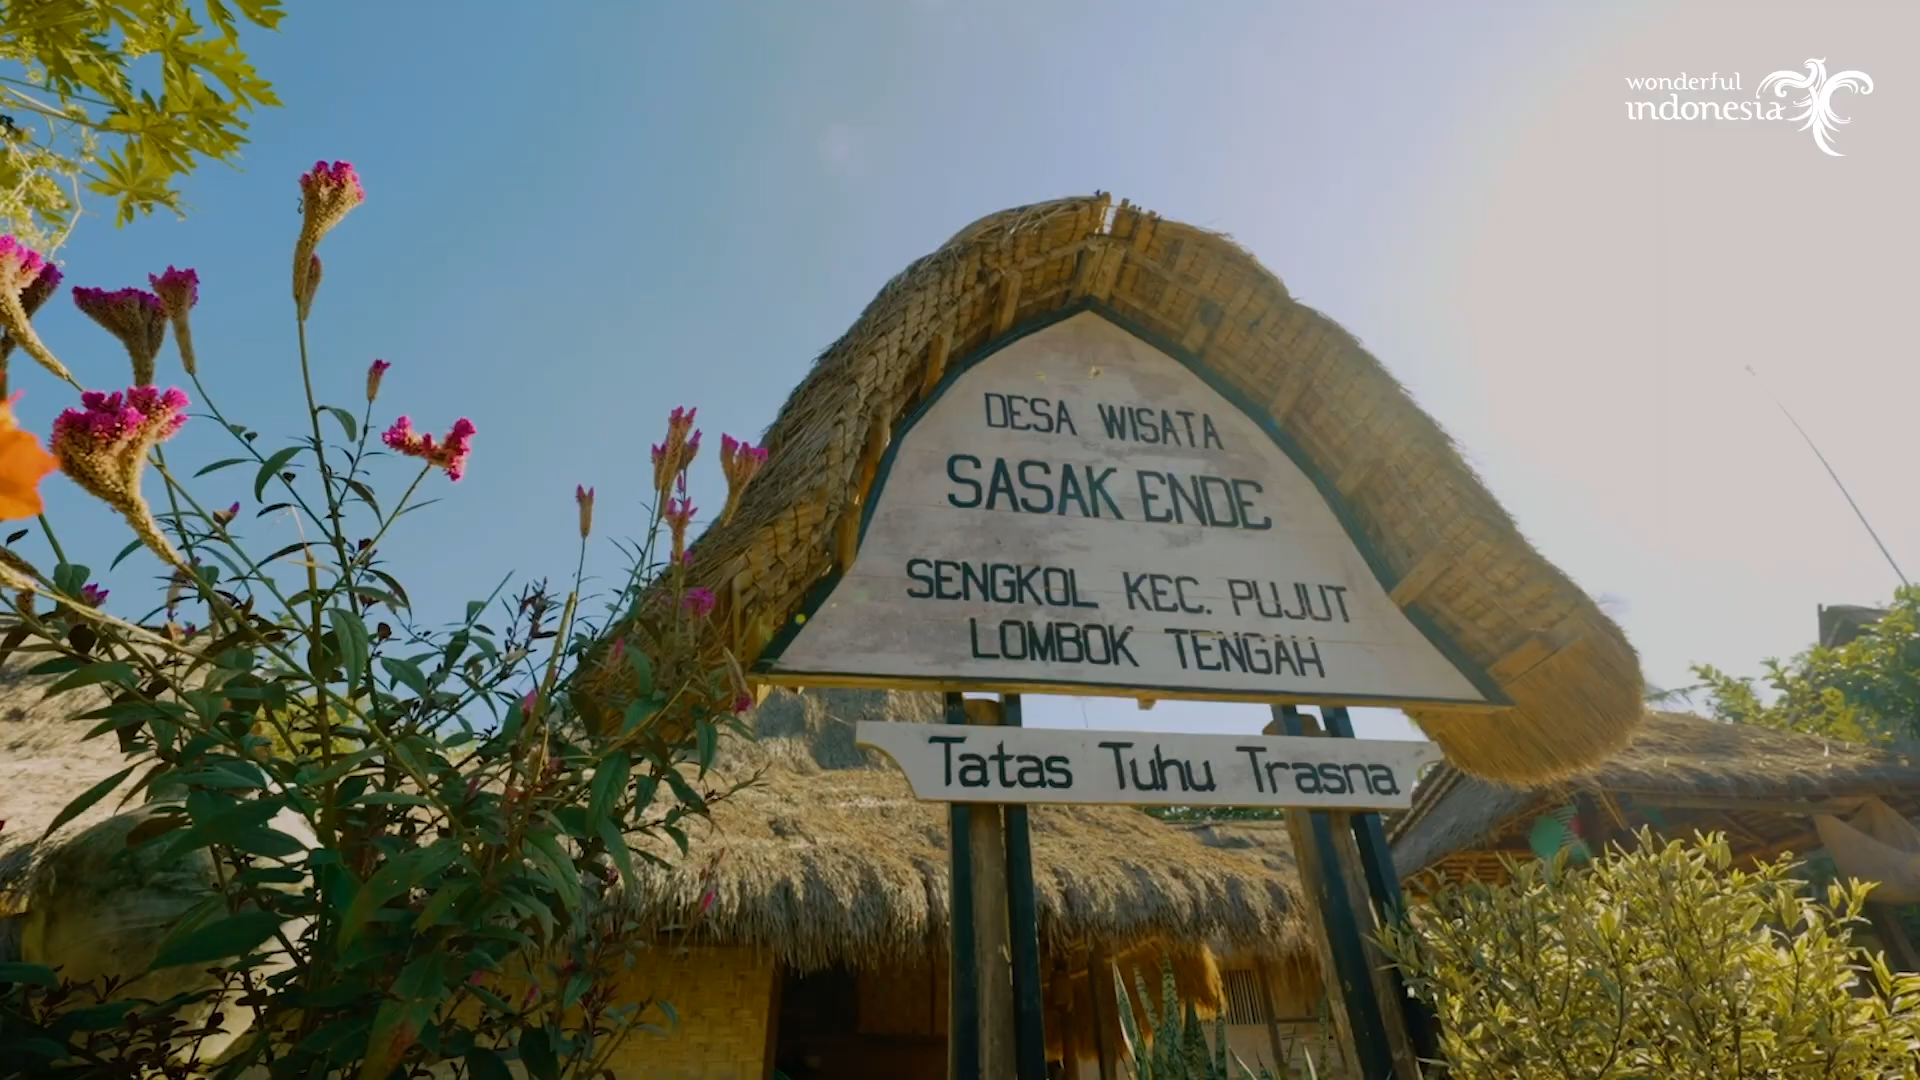 wonderful
indonesia
DESA WISATA
SASAK ENDE
SENGKOL KEC. PUJUT
LOMBOK TENGAH
Tatas Tuhu Trasna